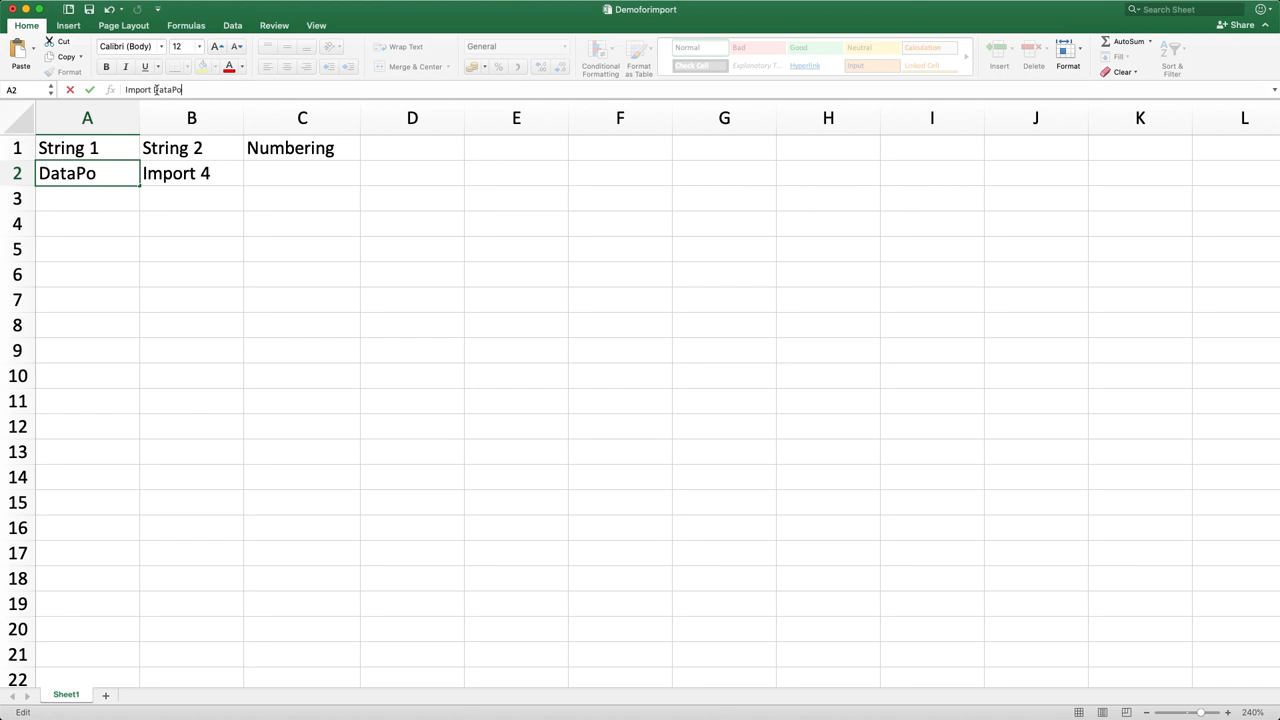 Demoforimport
Search Sheet
Home Insert Page Layout Formulas Data Review View
Share
Paste
Cut
Copy
Format
Calibri (Body) 12
B I U
Wrap Text
Merge & Center
General
Conditional Formatting
Format as Table
Normal Bad Good Neutral Calculation
Check Cell Explanatory T... Hyperlink Input Linked Cell
Insert
Delete
Format
AutoSum
Fill
Clear
Sort & Filter
A2 fx Import DataPo
A B C D E F G H I J K L
1 String 1 String 2 Numbering
2 DataPo Import 4
3
4
5
6
7
8
9
10
11
12
13
14
15
16
17
18
19
20
21
22
Sheet1
Edit
240%